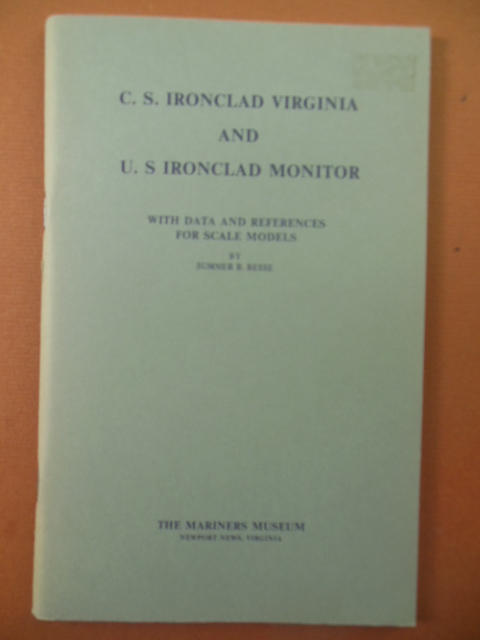 C. S. IRONCLAD VIRGINIA
AND
U. S IRONCLAD MONITOR
WITH DATA AND REFERENCES
FOR SCALE MODELS
BY
SUMNER B. BESSE
THE MARINERS MUSEUM
NEWPORT NEWS, VIRGINIA